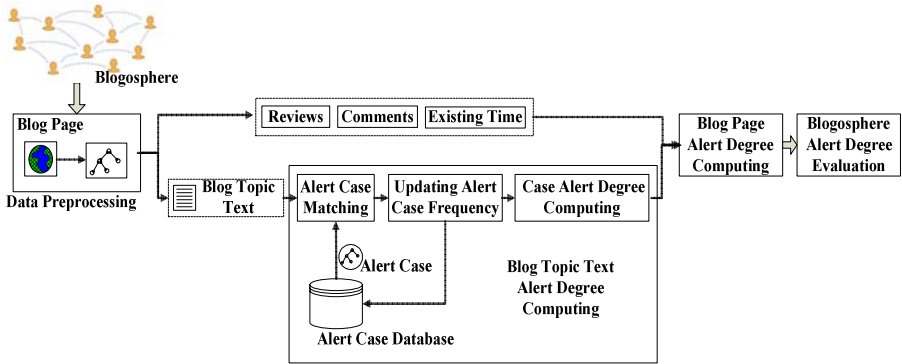 Blogosphere
Blog Page
Data Preprocessing
Reviews
Comments
Existing Time
Blog Topic
Text
Alert Case
Matching
Updating Alert
Case Frequency
Case Alert Degree
Computing
Alert Case
Alert Case Database
Blog Topic Text
Alert Degree
Computing
Blog Page
Alert Degree
Computing
Blogosphere
Alert Degree
Evaluation